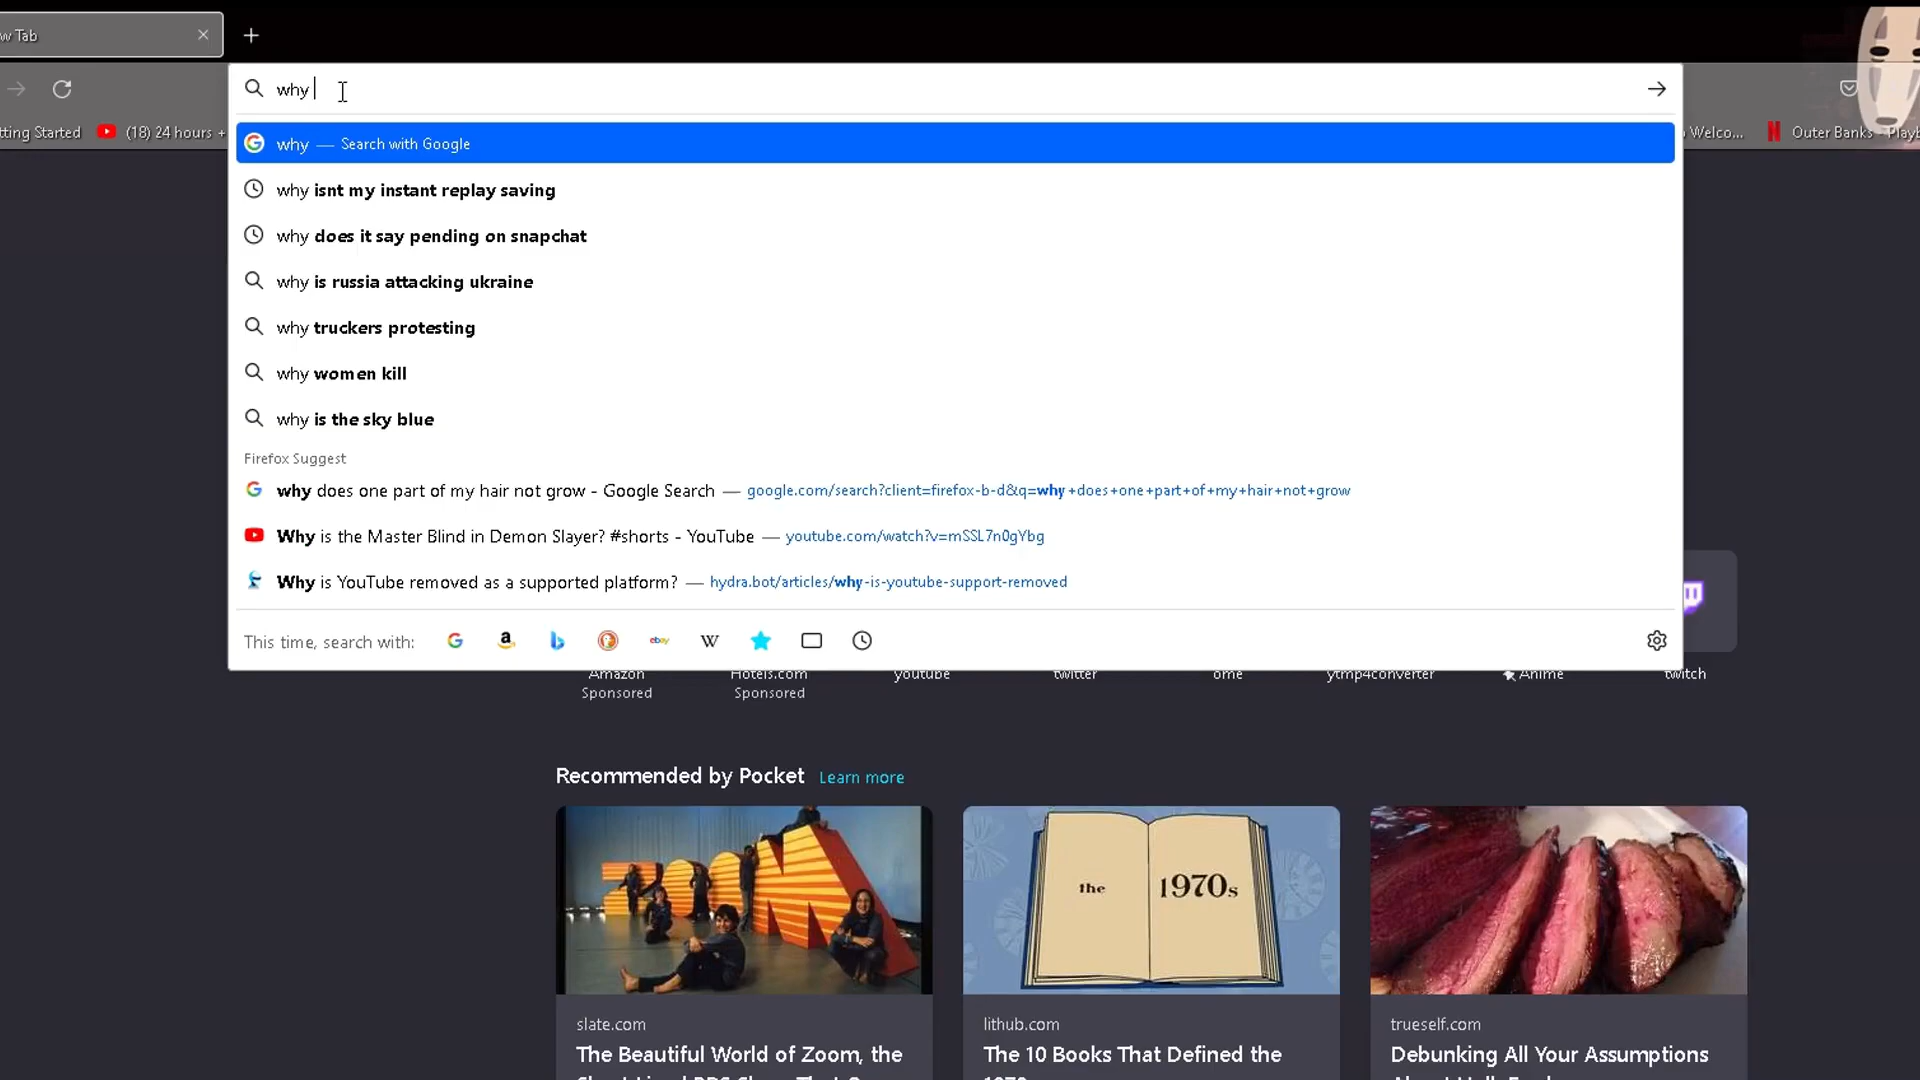 w Tab
why
tting Started
(18) 24 hours +
Welco...
Outer Banks - Playb
why — Search with Google
why isnt my instant replay saving
why does it say pending on snapchat
why is russia attacking ukraine
why truckers protesting
why women kill
why is the sky blue
Firefox Suggest
why does one part of my hair not grow - Google Search — google.com/search?client=firefox-b-d&q=why+does+one+part+of+my+hair+not+grow
Why is the Master Blind in Demon Slayer? #shorts - YouTube — youtube.com/watch?v=mSSL7n0gYbg
Why is YouTube removed as a supported platform? — hydra.bot/articles/why-is-youtube-support-removed
This time, search with:
Amazon
Sponsored
Hotels.com
Sponsored
youtube
twitter
ome
ytmp4converter
Anime
twitch
Recommended by Pocket Learn more
ZOOM
the 1970s
slate.com
The Beautiful World of Zoom, the
lithub.com
The 10 Books That Defined the
trueself.com
Debunking All Your Assumptions